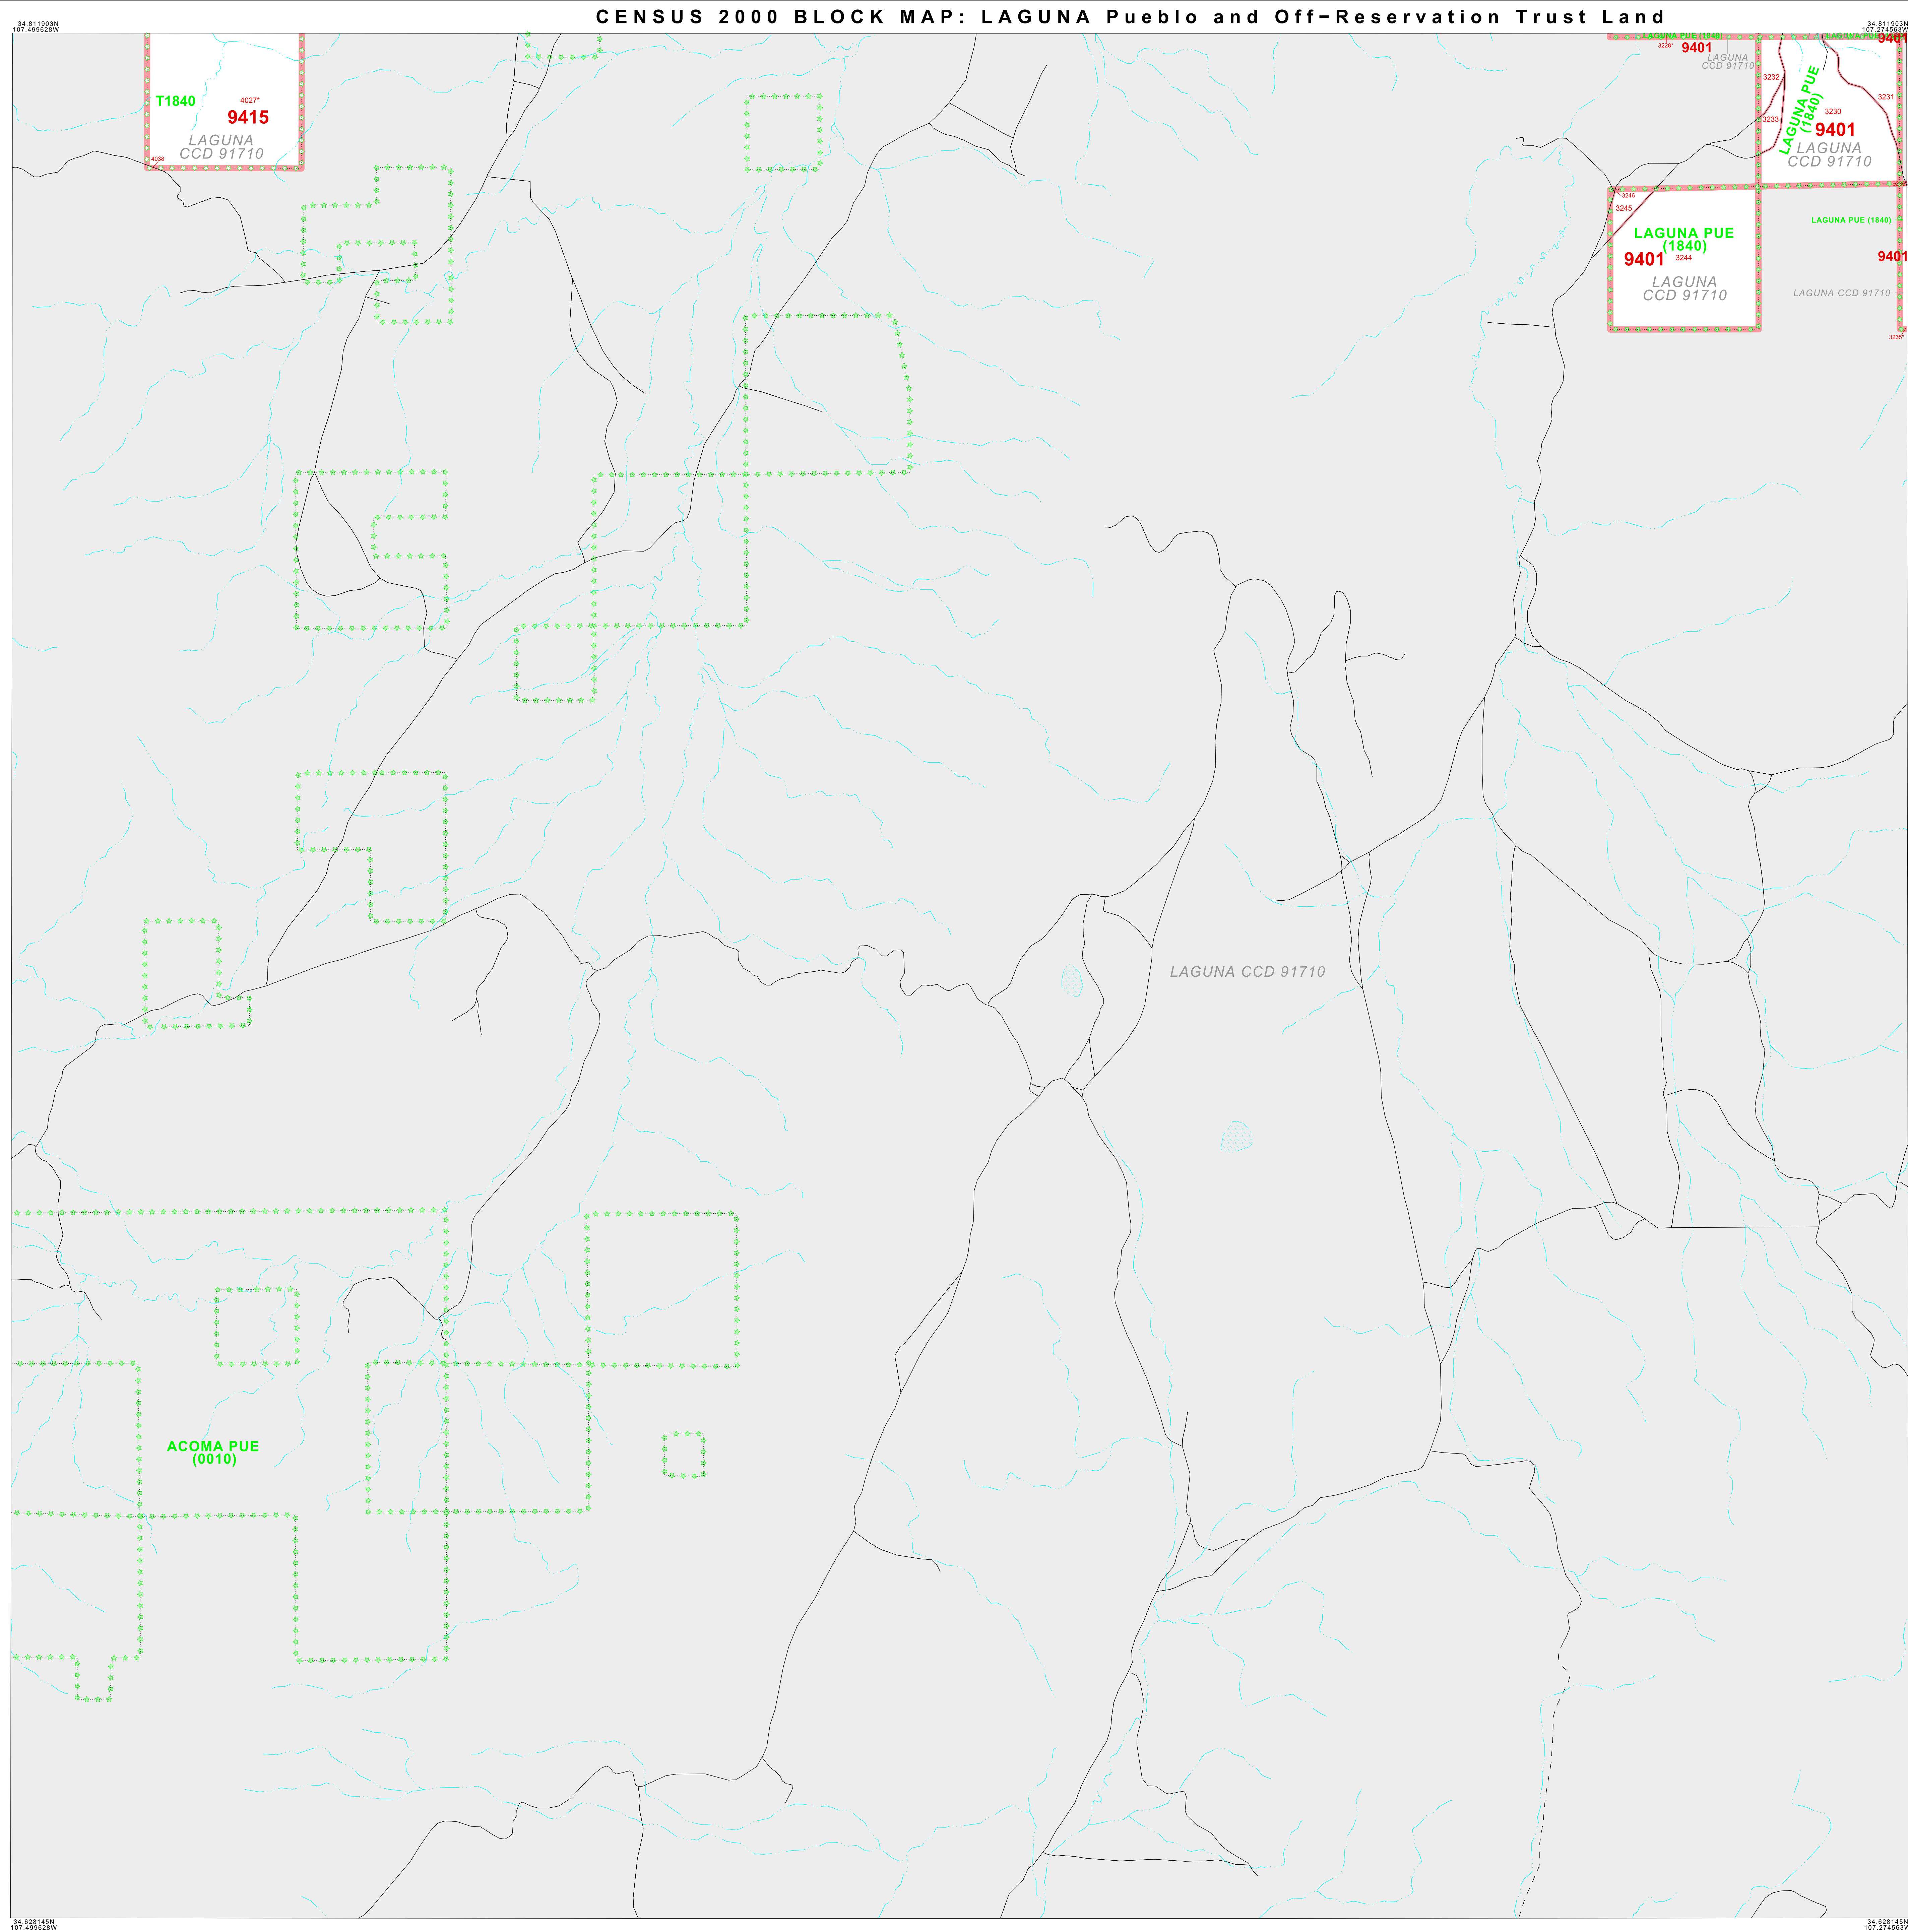 CENSUS 2000 BLOCK MAP: LAGUNA Pueblo and Off-Reservation Trust Land
34.811903N
107.499628W
34.811903N
107.274563W
T1840
4027*
9415
LAGUNA
CCD 91710
4038
LAGUNA PUE (1840)
3228*
9401
LAGUNA
CCD 91710
9401
3232
3233
LAGUNA PUE
(1840)
3230
3231
9401
LAGUNA
CCD 91710
3246
3245
LAGUNA PUE
(1840)
9401
3244
LAGUNA
CCD 91710
LAGUNA PUE (1840)
9401
LAGUNA CCD 91710
3235*
LAGUNA CCD 91710
ACOMA PUE
(0010)
34.628145N
107.499628W
34.628145N
107.274563W